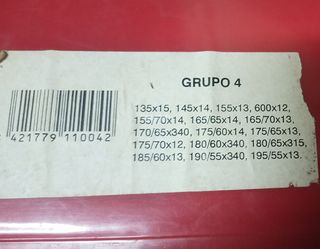 GRUPO 4
135x15, 145x14, 155x13, 600x12,
155/70x14, 165/65x14, 165/70x13,
170/65x340, 175/60x14, 175/65x13,
175/70x12, 180/60x340, 180/65x315,
185/60x13, 190/55x340, 195/55x13.
421779 110042